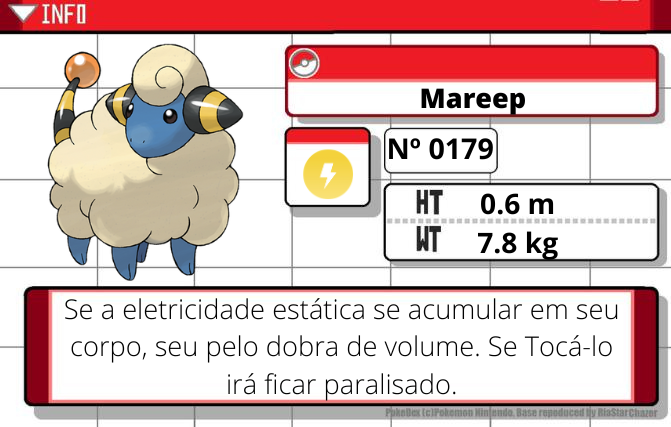 INFO
Mareep
Nº 0179
HT 0.6 m
WT 7.8 kg
Se a eletricidade estática se acumular em seu
corpo, seu pelo dobra de volume. Se Tocá-lo
irá ficar paralisado.
PokeDex (c)Pokemon Nintendo. Base repoduced by RiaStarChazer